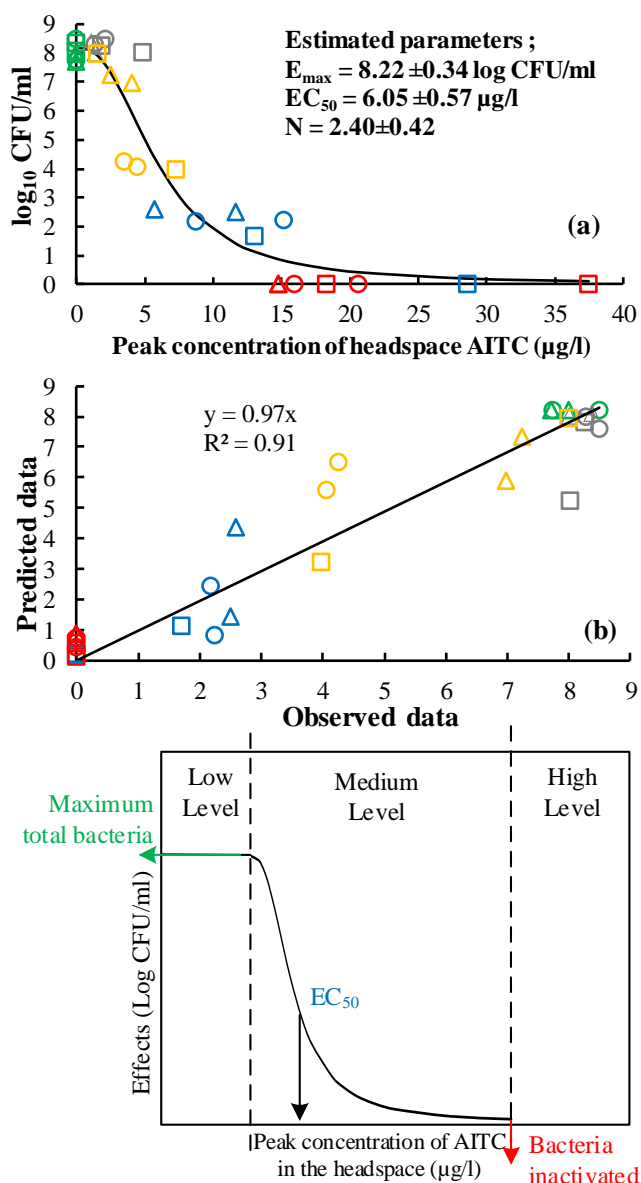 Estimated parameters ;
Emax = 8.22 ±0.34 log CFU/ml
EC50 = 6.05 ±0.57 µg/l
N = 2.40±0.42
log10 CFU/ml
9
8
7
6
5
4
3
2
1
0
(a)
0 5 10 15 20 25 30 35 40
Peak concentration of headspace AITC (µg/l)
y = 0.97x
R² = 0.91
Predicted data
9
8
7
6
5
4
3
2
1
0
(b)
0 1 2 3 4 5 6 7 8 9
Observed data
Low
Level
Medium
Level
High
Level
Maximum
total bacteria
Effects (Log CFU/ml)
EC50
Peak concentration of AITC
in the headspace (µg/l)
Bacteria
inactivated